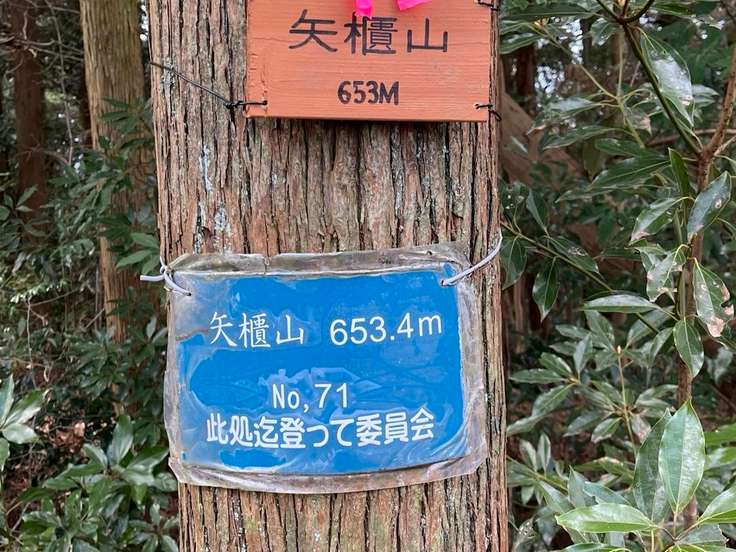 矢櫃山
653M
矢櫃山 653.4m
No,71
此処迄登って委員会